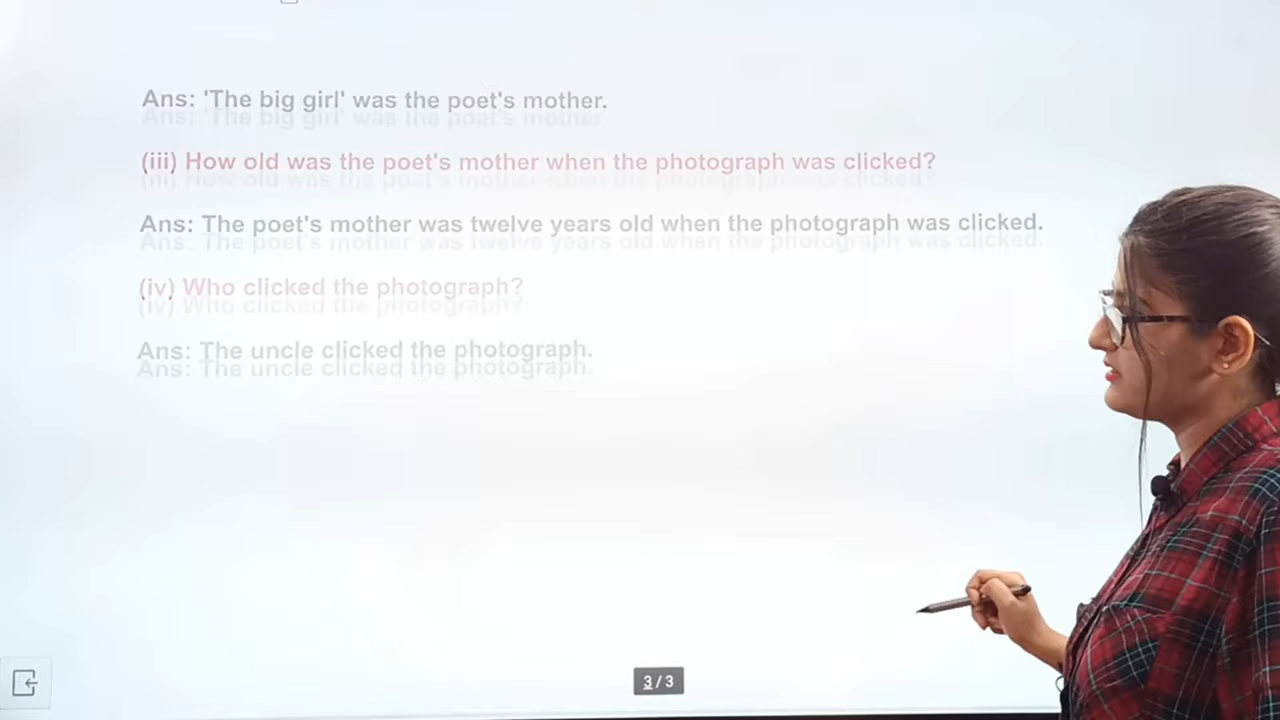 Ans: 'The big girl' was the poet's mother.
(iii) How old was the poet's mother when the photograph was clicked?
Ans: The poet's mother was twelve years old when the photograph was clicked.
(iv) Who clicked the photograph?
Ans: The uncle clicked the photograph.
3/3